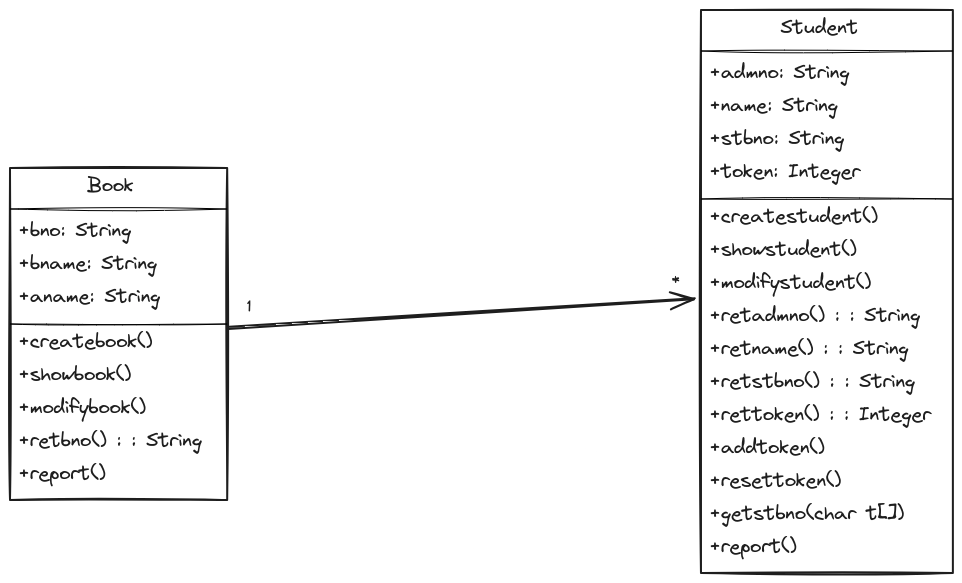 Book
+bno: String
+bname: String
+aname: String
+createbook()
+showbook()
+modifybook()
+retbno() : : String
+report()
1
*
Student
+admno: String
+name: String
+stbno: String
+token: Integer
+createstudent()
+showstudent()
+modifystudent()
+retadmno() : : String
+retname() : : String
+retstbno() : : String
+rettoken() : : Integer
+addtoken()
+resettoken()
+getstbno(char t[])
+report()